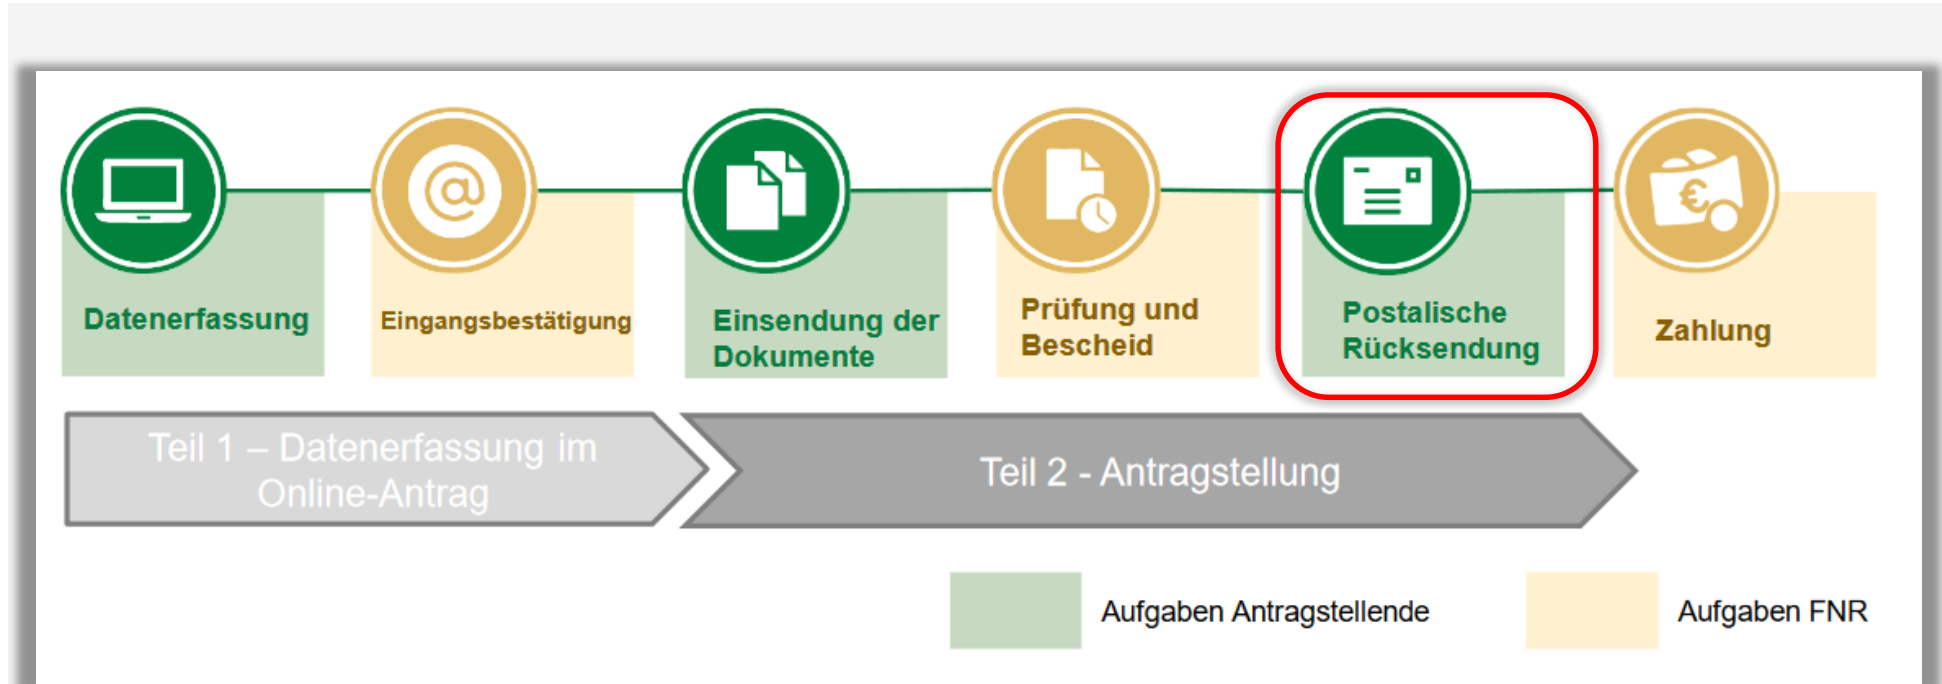 Datenerfassung
Eingangsbestätigung
Einsendung der
Dokumente
Prüfung und
Bescheid
Postalische
Rücksendung
Zahlung
Teil 1 – Datenerfassung im
Online-Antrag
Teil 2 - Antragstellung
Aufgaben Antragstellende
Aufgaben FNR